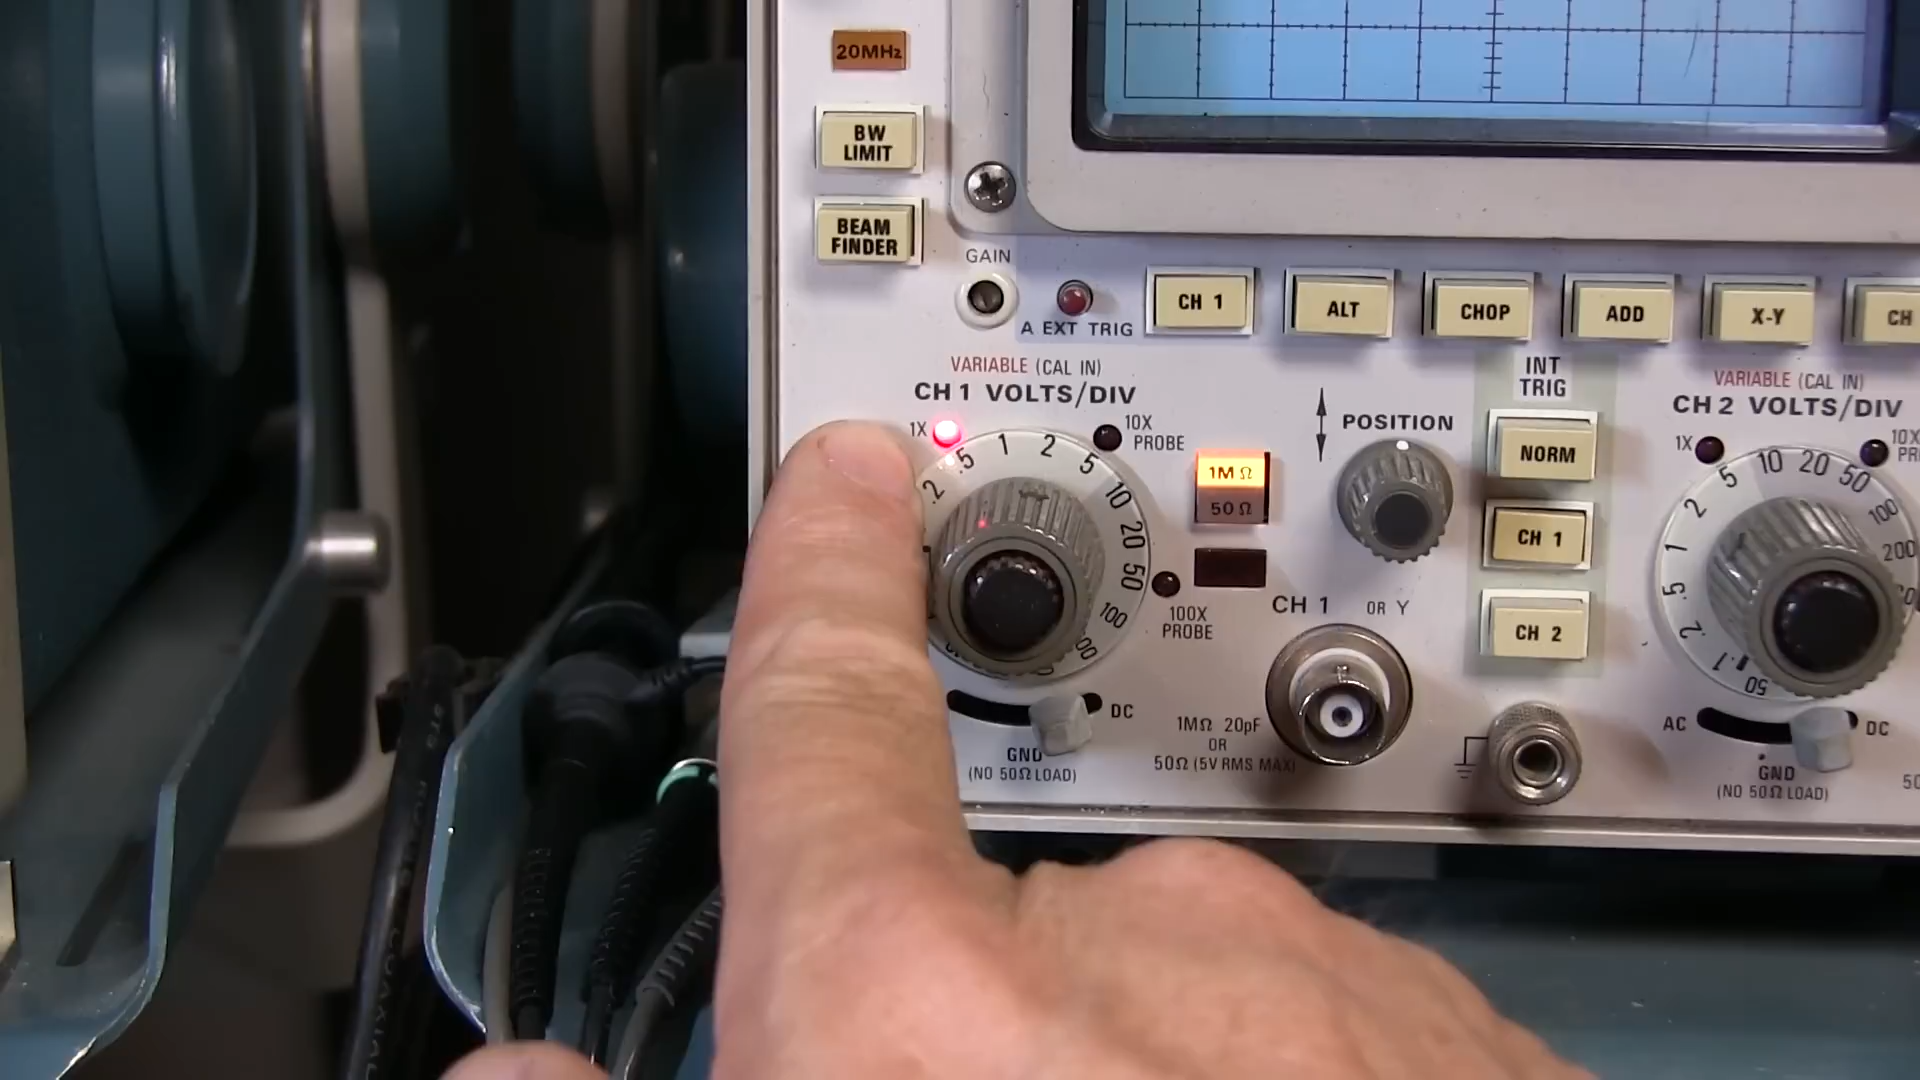 20MHz
BW
LIMIT
BEAM
FINDER
GAIN
A EXT TRIG
CH 1
ALT
CHOP
ADD
X-Y
CH
VARIABLE (CAL IN)
CH 1 VOLTS/DIV
1X
10X
PROBE
.2
.5
1
2
5
10
20
50
100
100X
PROBE
1M Ω
50 Ω
POSITION
INT
TRIG
NORM
CH 1
CH 2
VARIABLE (CAL IN)
CH 2 VOLTS/DIV
1X
10X
50
.1
.2
.5
1
2
5
10
20
50
100
200
CH 1 OR Y
DC
GND
(NO 50Ω LOAD)
1MΩ 20pF
OR
50Ω (5V RMS MAX)
AC
DC
GND
(NO 50Ω LOAD)